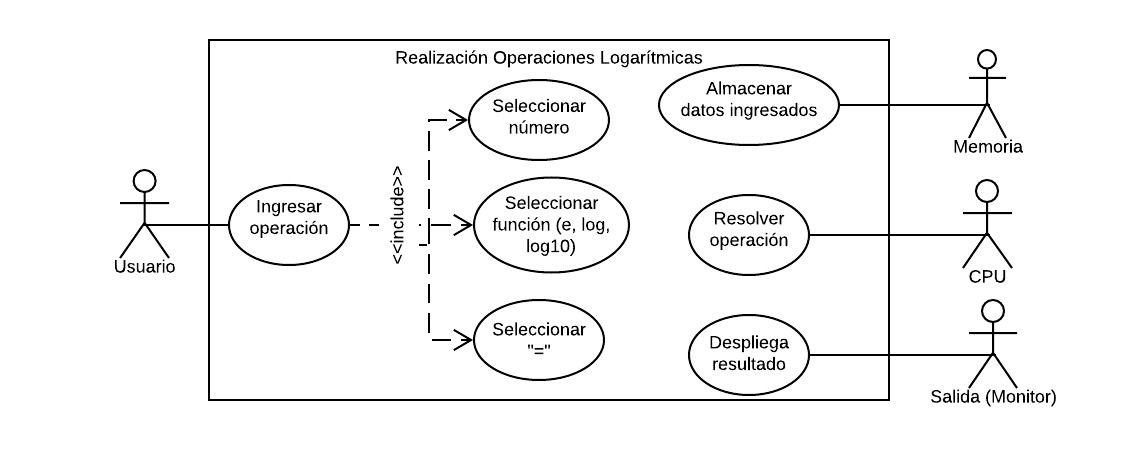 Realización Operaciones Logarítmicas
Usuario
Ingresar
operación
<<include>>
Seleccionar
número
Seleccionar
función (e, log,
log10)
Seleccionar
"="
Almacenar
datos ingresados
Resolver
operación
Despliega
resultado
Memoria
CPU
Salida (Monitor)